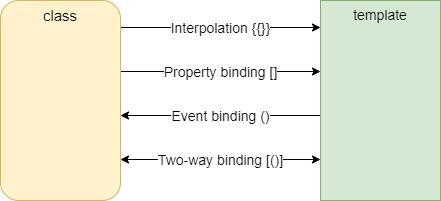 class
template
Interpolation {{}}
Property binding []
Event binding ()
Two-way binding [()]